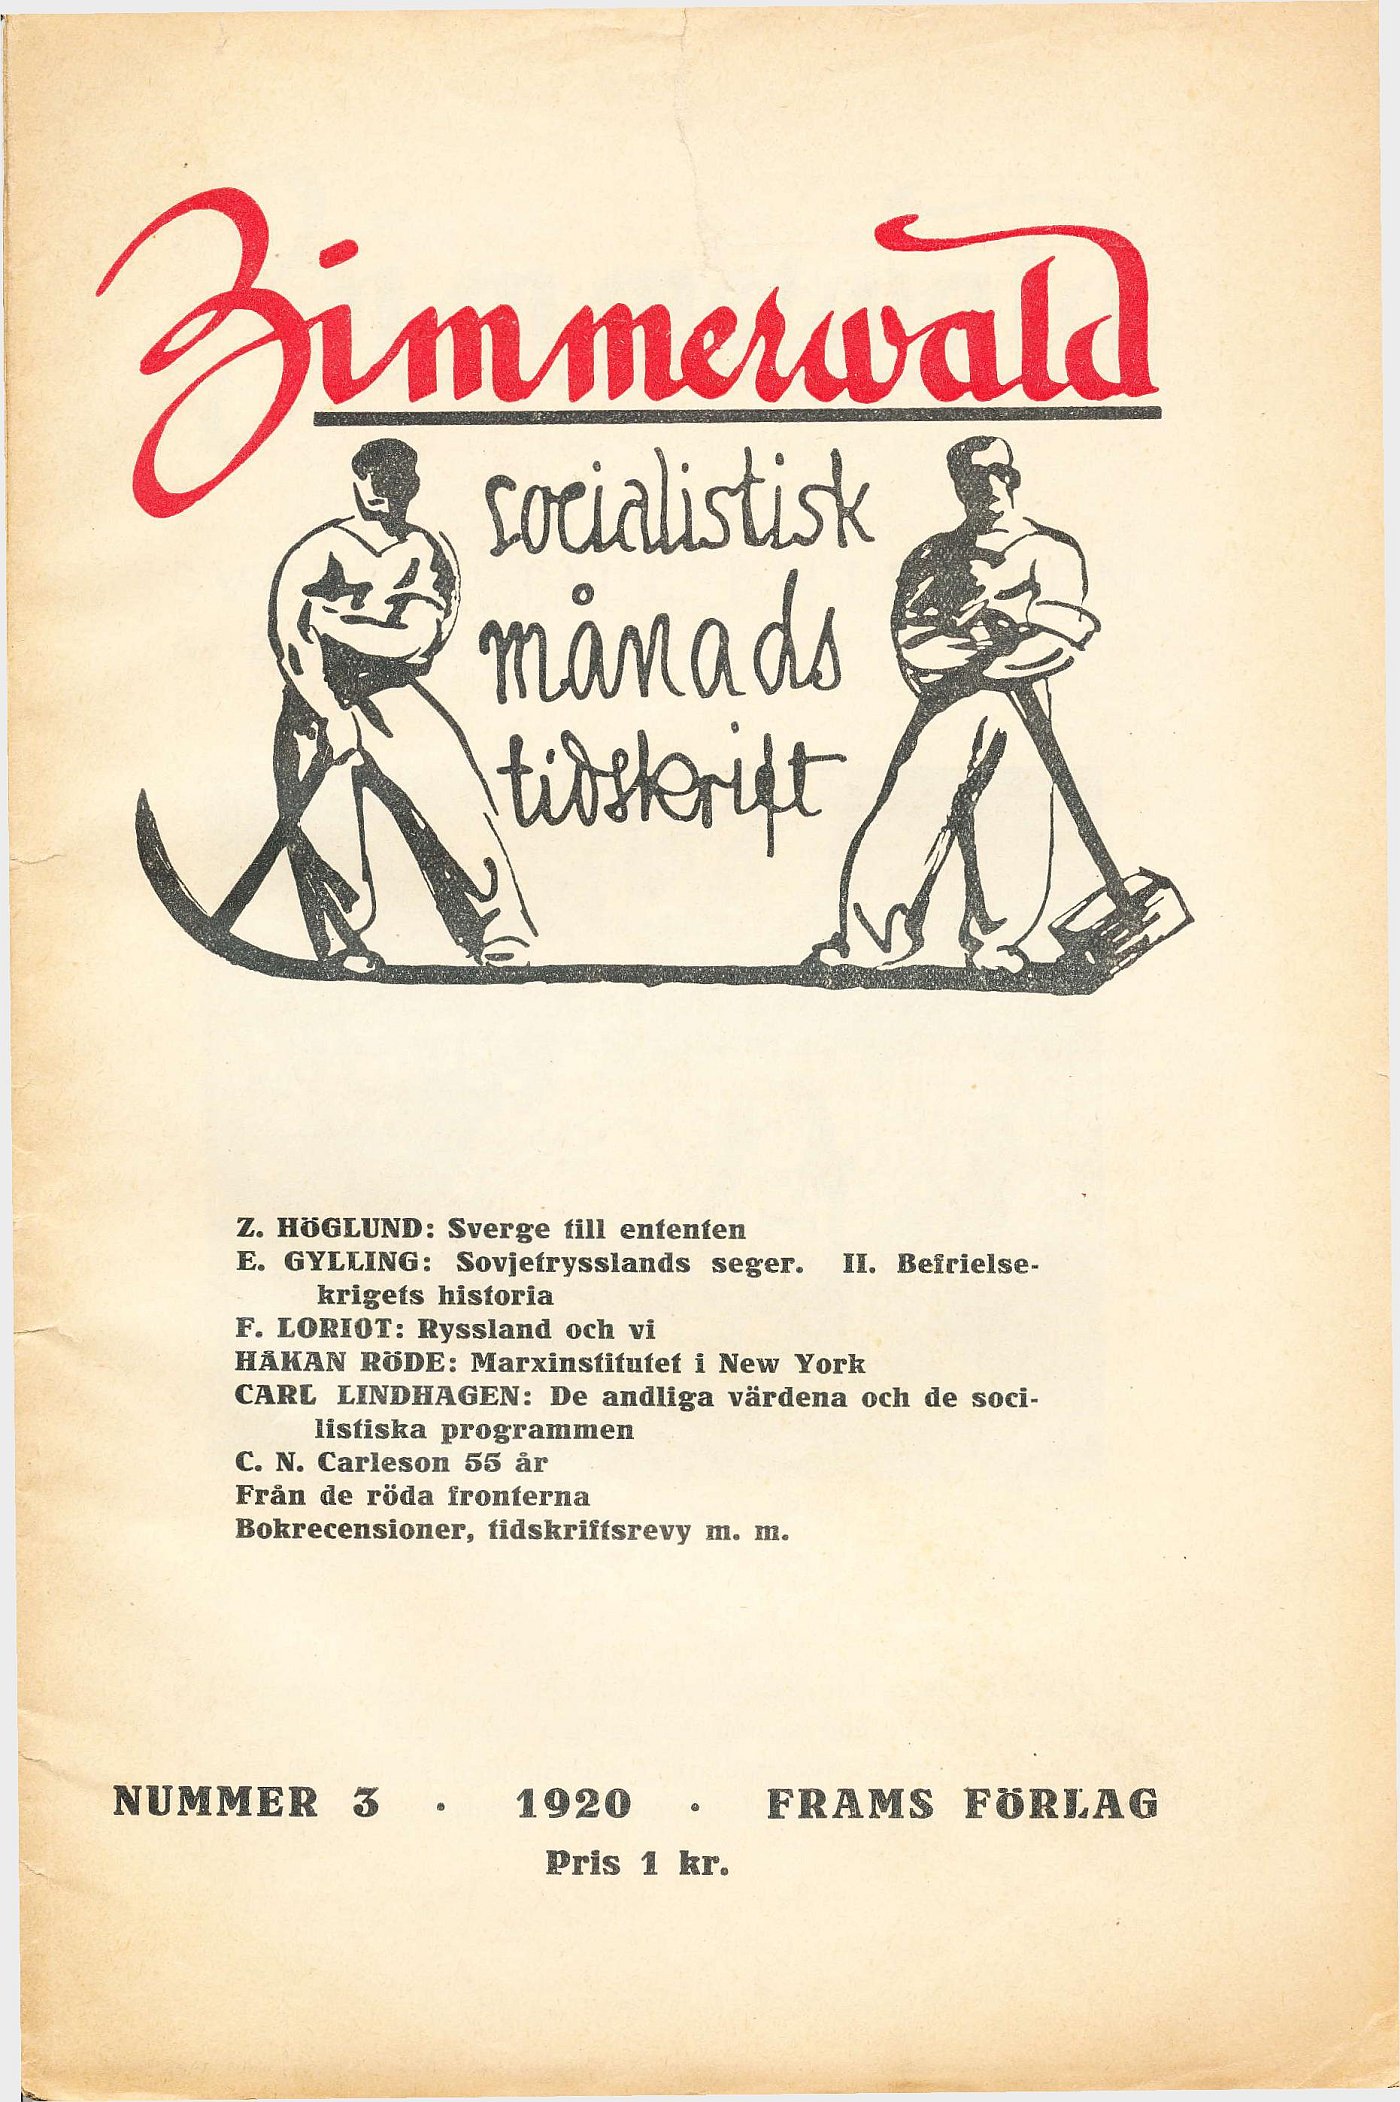 Zimmerwald
socialistisk
månads
tidskrift
Z. HÖGLUND: Sverge till ententen
E. GYLLING: Sovjetrysslands seger. II. Befrielse-
krigets historia
F. LORIOT: Ryssland och vi
HÅKAN RÖDE: Marxinstitutet i New York
CARL LINDHAGEN: De andliga värdena och de soci-
listiska programmen
C. N. Carleson 55 år
Från de röda fronterna
Bokrecensioner, tidskriftsrevy m. m.
NUMMER 3 · 1920 · FRAMS FÖRLAG
Pris 1 kr.